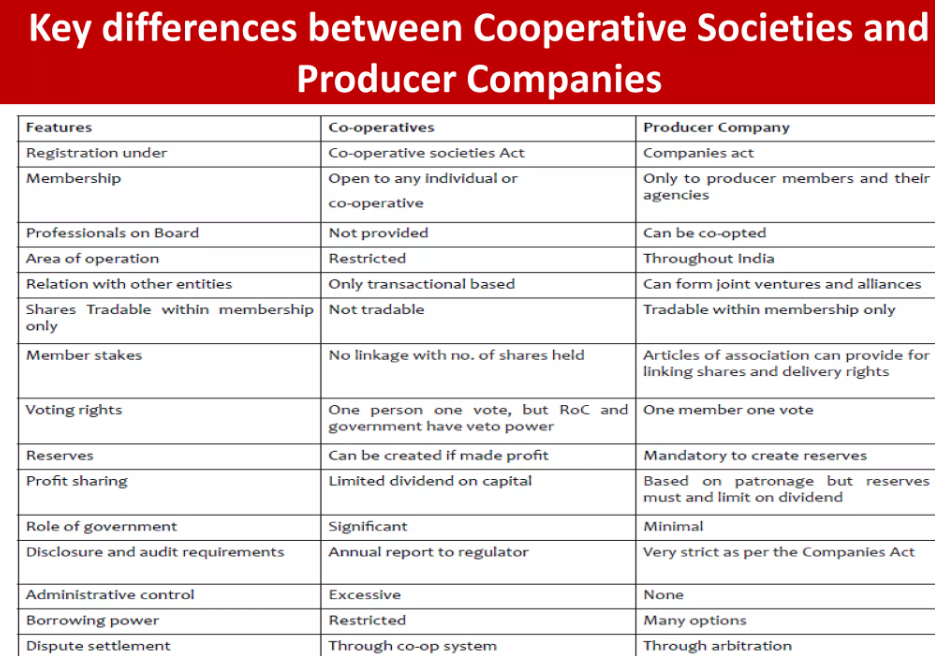 Key differences between Cooperative Societies and
Producer Companies
Features Co-operatives Producer Company
Registration under Co-operative societies Act Companies act
Membership Open to any individual or Only to producer members and their
co-operative agencies
Professionals on Board Not provided Can be co-opted
Area of operation Restricted Throughout India
Relation with other entities Only transactional based Can form joint ventures and alliances
Shares Tradable within membership Not tradable Tradable within membership only
only
Member stakes No linkage with no. of shares held Articles of association can provide for
linking shares and delivery rights
Voting rights One person one vote, but RoC and One member one vote
government have veto power
Reserves Can be created if made profit Mandatory to create reserves
Profit sharing Limited dividend on capital Based on patronage but reserves
must and limit on dividend
Role of government Significant Minimal
Disclosure and audit requirements Annual report to regulator Very strict as per the Companies Act
Administrative control Excessive None
Borrowing power Restricted Many options
Dispute settlement Through co-op system Through arbitration